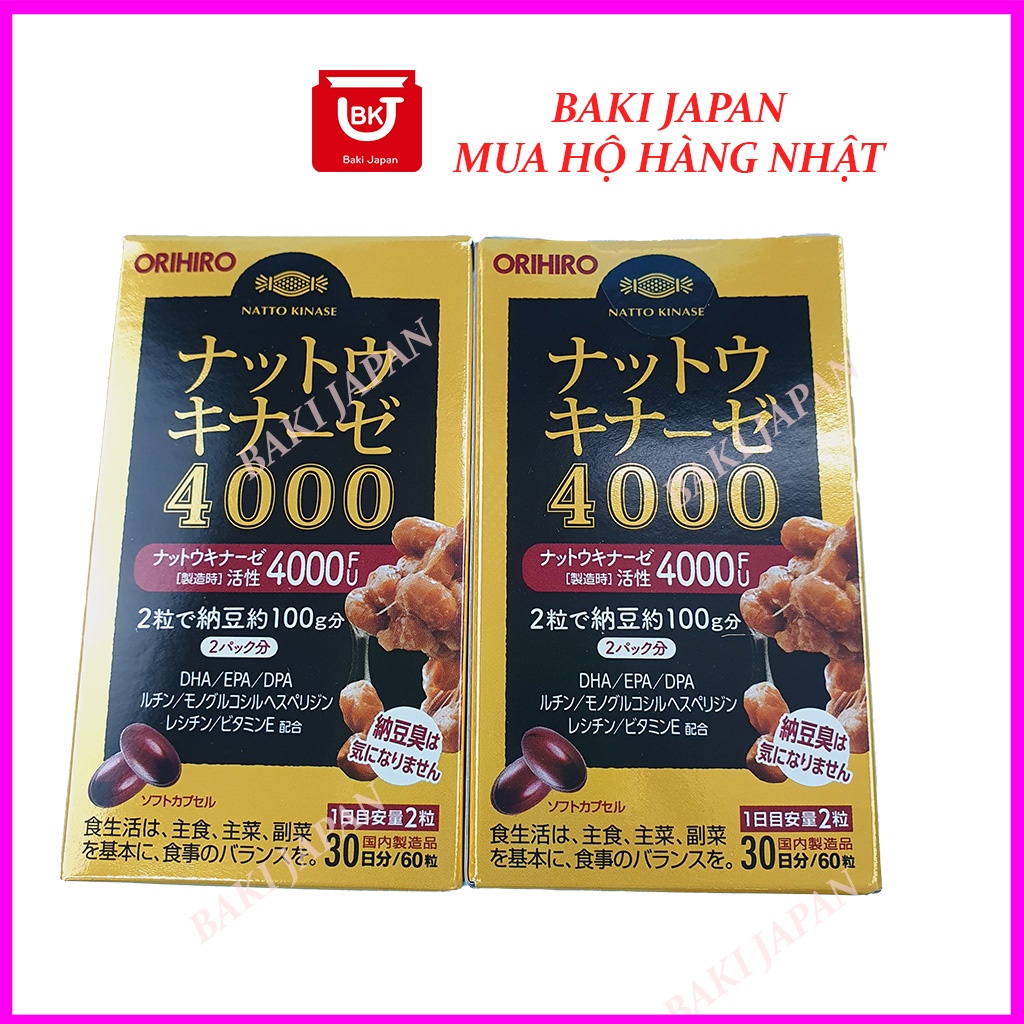 BKJ
Baki Japan
BAKI JAPAN
MUA HỘ HÀNG NHẬT
ORIHIRO
NATTO KINASE
ナットウ
キナーゼ
4000
ナットウキナーゼ
[製造時]活性 4000FU
2粒で納豆約100g分
2パック分
DHA/EPA/DPA
ルチン/モノグルコシルヘスペリジン
レシチン/ビタミンE 配合
納豆臭は
気になりません
ソフトカプセル
1日目安量2粒
食生活は、主食、主菜、副菜
を基本に、食事のバランスを。
国内製造品
30日分/60粒
ORIHIRO
NATTO KINASE
ナットウ
キナーゼ
4000
ナットウキナーゼ
[製造時]活性 4000FU
2粒で納豆約100g分
2パック分
DHA/EPA/DPA
ルチン/モノグルコシルヘスペリジン
レシチン/ビタミンE 配合
納豆臭は
気になりません
ソフトカプセル
1日目安量2粒
食生活は、主食、主菜、副菜
を基本に、食事のバランスを。
国内製造品
30日分/60粒
BAKI JAPAN
BAKI JAPAN
BAKI JAPAN
BAKI JAPAN